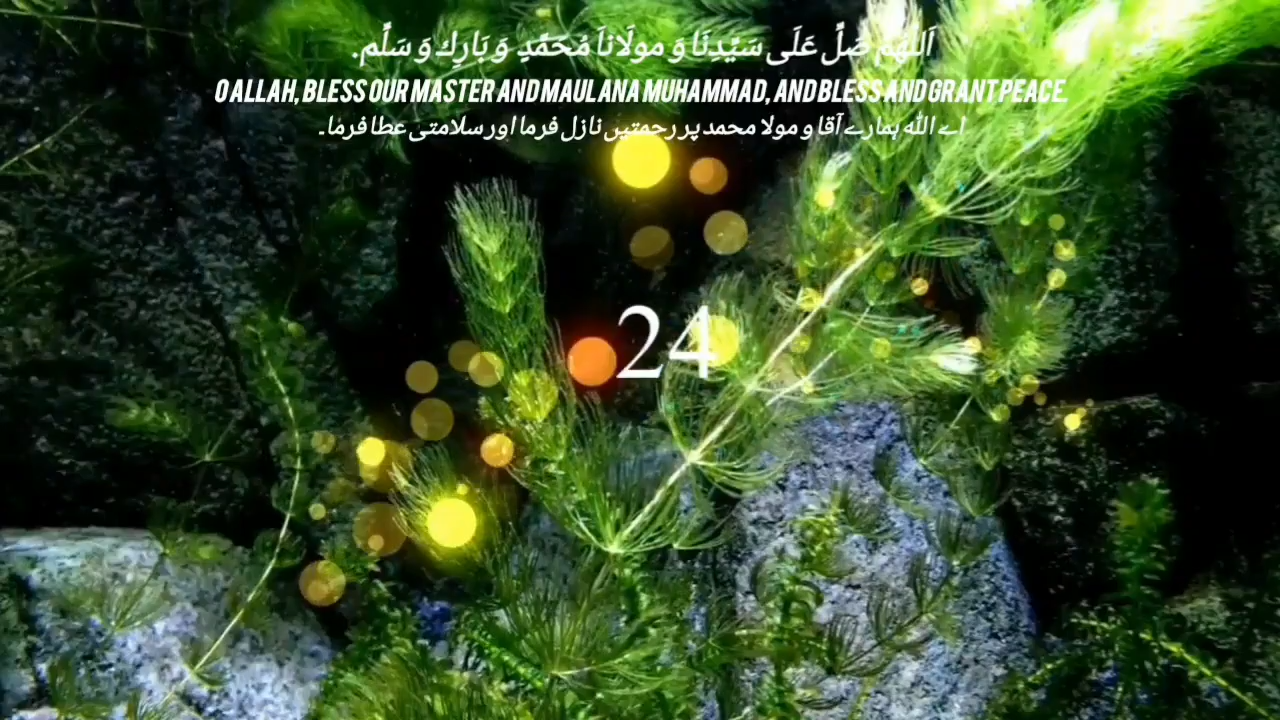 اَللّٰهُمَّ صَلِّ عَلَى سَيِّدِنَا وَ مولَاناَ مُحَمَّدٍ وَ بَارِك وَ سَلِّم.
O ALLAH, BLESS OUR MASTER AND MAULANA MUHAMMAD, AND BLESS AND GRANT PEACE.
اے اللہ ہمارے آقا و مولا محمد پر رحمتیں نازل فرما اور سلامتی عطا فرما۔
24